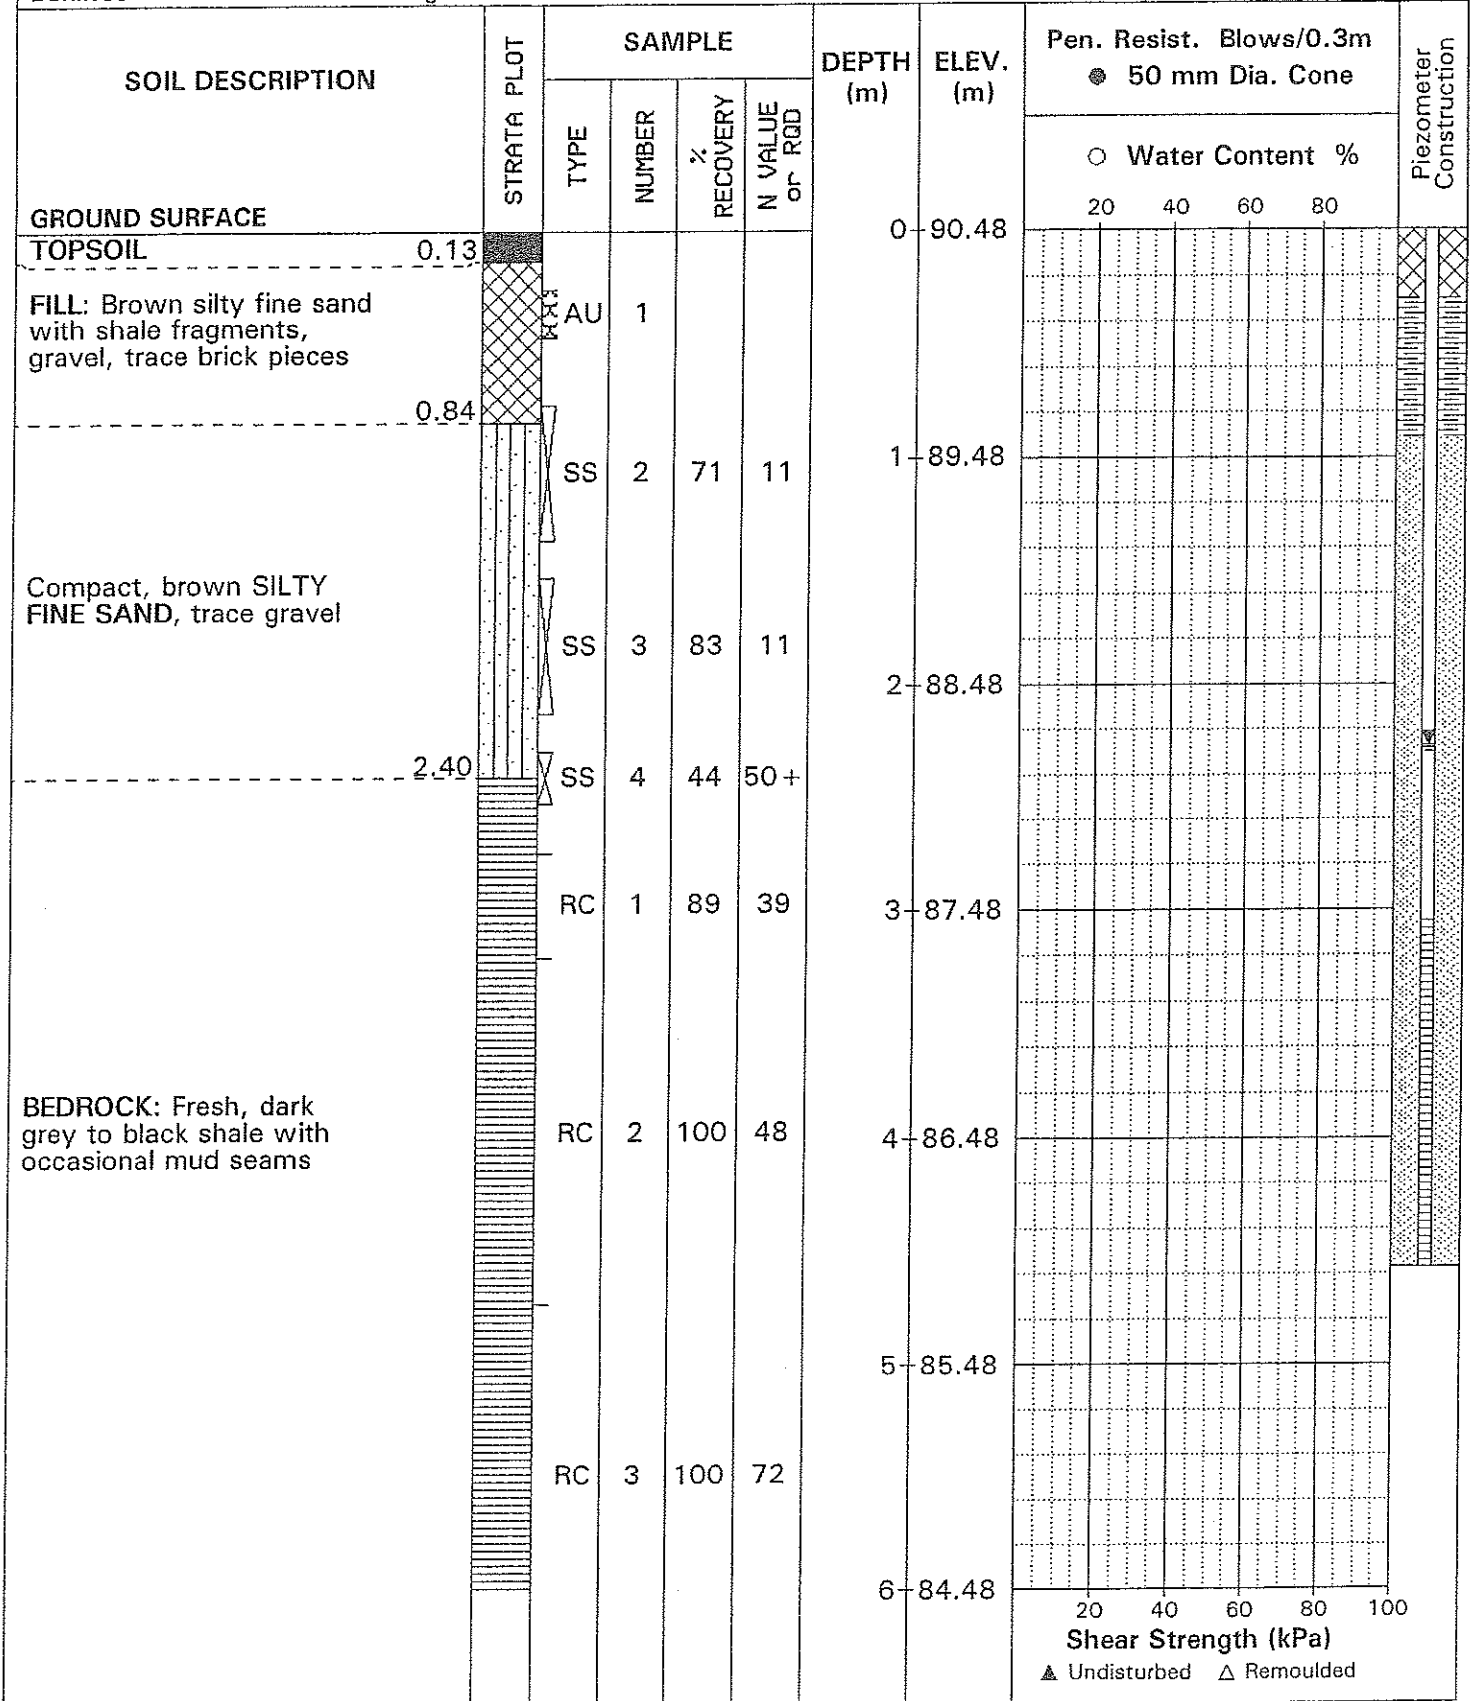 SOIL DESCRIPTION
STRATA PLOT
SAMPLE
TYPE
NUMBER
% RECOVERY
N VALUE or RQD
DEPTH (m)
ELEV. (m)
Pen. Resist. Blows/0.3m
● 50 mm Dia. Cone
○ Water Content %
20 40 60 80
Piezometer Construction
GROUND SURFACE
0 90.48
TOPSOIL 0.13
FILL: Brown silty fine sand
with shale fragments,
gravel, trace brick pieces
AU 1
0.84
1 89.48
SS 2 71 11
Compact, brown SILTY
FINE SAND, trace gravel
SS 3 83 11
2 88.48
2.40
SS 4 44 50+
RC 1 89 39
3 87.48
BEDROCK: Fresh, dark
grey to black shale with
occasional mud seams
RC 2 100 48
4 86.48
5 85.48
RC 3 100 72
6 84.48
20 40 60 80 100
Shear Strength (kPa)
▲ Undisturbed △ Remoulded